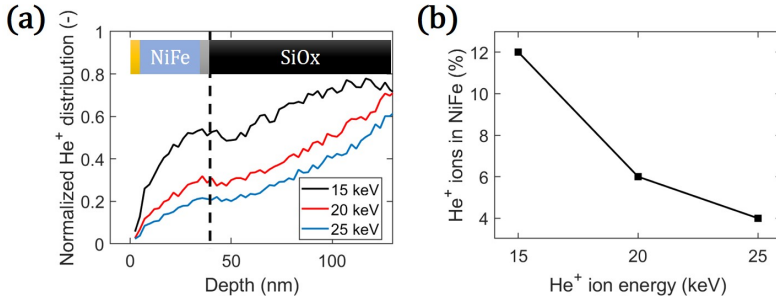 (a)
Normalized He⁺ distribution (-)
1
0.8
0.6
0.4
0.2
0
NiFe
SiOx
15 keV
20 keV
25 keV
0
50
100
Depth (nm)
(b)
He⁺ ions in NiFe (%)
12
10
8
6
4
15
20
25
He⁺ ion energy (keV)